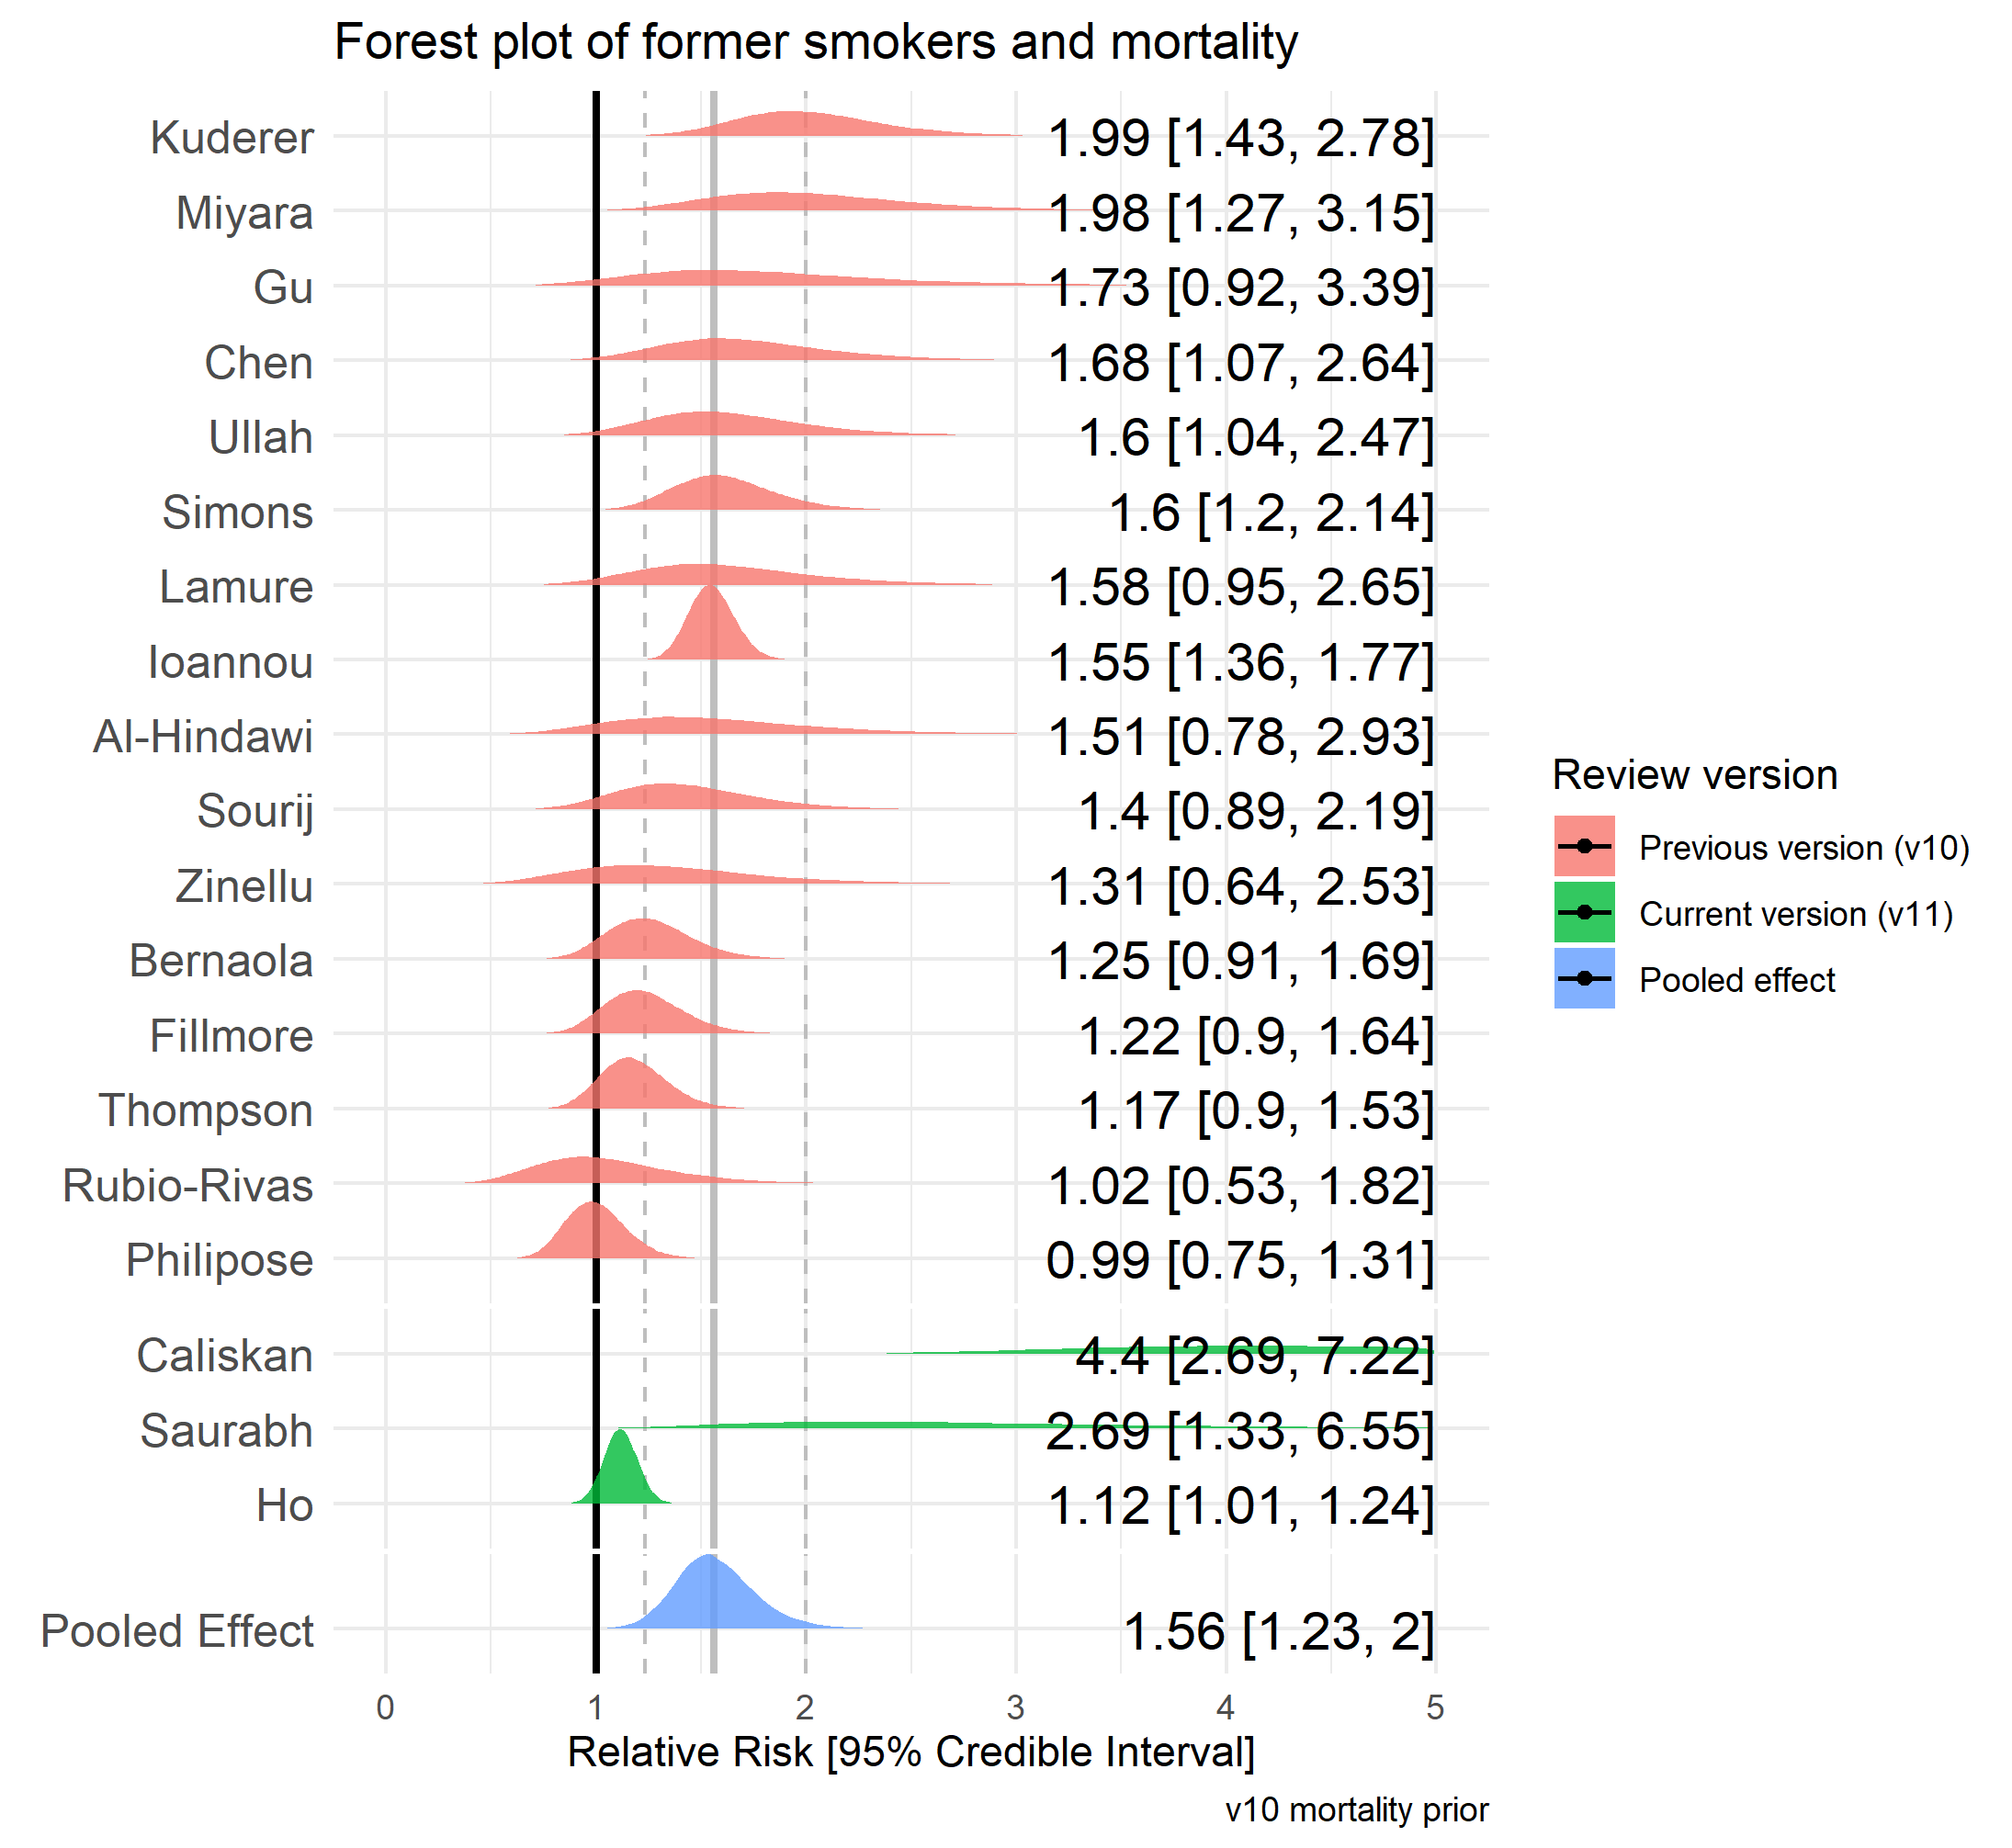 Forest plot of former smokers and mortality
Kuderer 1.99 [1.43, 2.78]
Miyara 1.98 [1.27, 3.15]
Gu 1.73 [0.92, 3.39]
Chen 1.68 [1.07, 2.64]
Ullah 1.6 [1.04, 2.47]
Simons 1.6 [1.2, 2.14]
Lamure 1.58 [0.95, 2.65]
Ioannou 1.55 [1.36, 1.77]
Al-Hindawi 1.51 [0.78, 2.93]
Sourij 1.4 [0.89, 2.19]
Zinellu 1.31 [0.64, 2.53]
Bernaola 1.25 [0.91, 1.69]
Fillmore 1.22 [0.9, 1.64]
Thompson 1.17 [0.9, 1.53]
Rubio-Rivas 1.02 [0.53, 1.82]
Philipose 0.99 [0.75, 1.31]
Caliskan 4.4 [2.69, 7.22]
Saurabh 2.69 [1.33, 6.55]
Ho 1.12 [1.01, 1.24]
Pooled Effect 1.56 [1.23, 2]
0 1 2 3 4 5
Relative Risk [95% Credible Interval]
v10 mortality prior
Review version
Previous version (v10)
Current version (v11)
Pooled effect